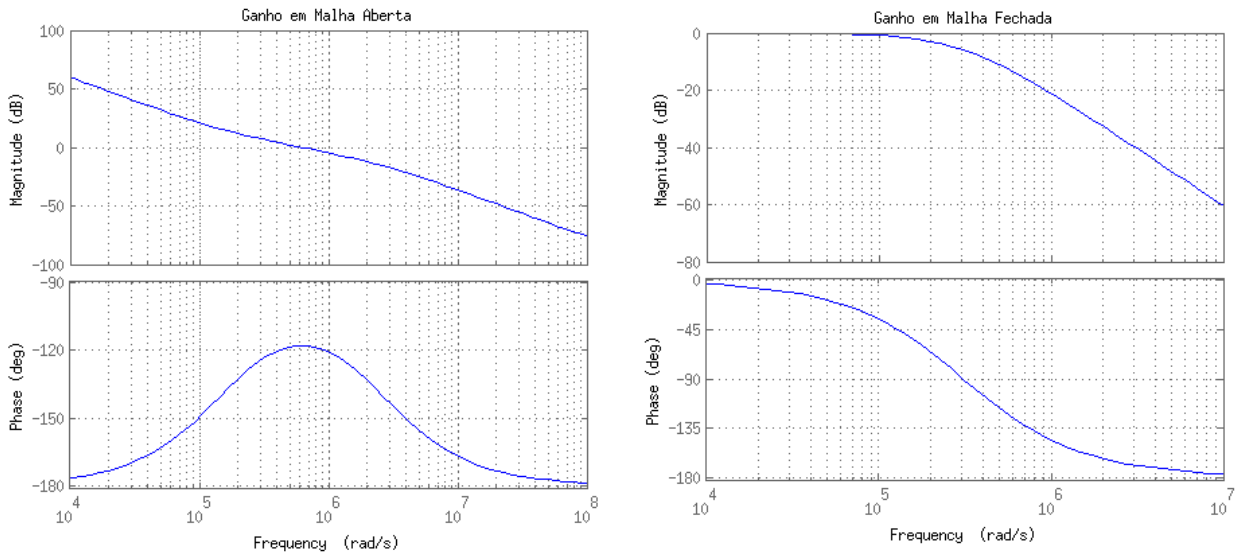 Ganho em Malha Aberta
Magnitude (dB)
100
50
0
-50
-100
Phase (deg)
-90
-120
-150
-180
10^4 10^5 10^6 10^7 10^8
Frequency (rad/s)
Ganho em Malha Fechada
Magnitude (dB)
0
-20
-40
-60
-80
Phase (deg)
0
-45
-90
-135
-180
10^4 10^5 10^6 10^7
Frequency (rad/s)